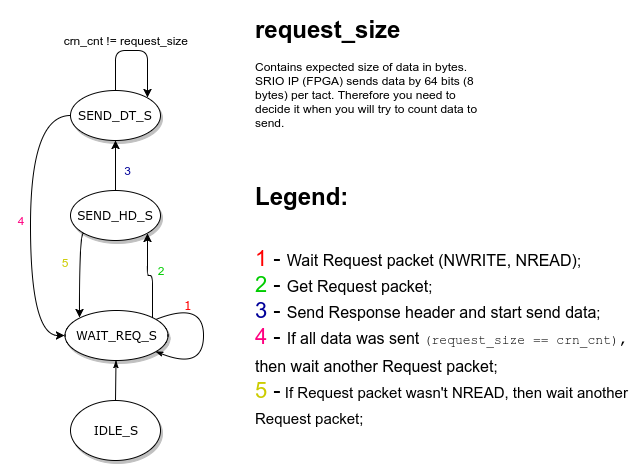 request_size
crn_cnt != request_size
Contains expected size of data in bytes.
SRIO IP (FPGA) sends data by 64 bits (8
bytes) per tact. Therefore you need to
decide it when you will try to count data to
send.
SEND_DT_S
3
Legend:
SEND_HD_S
4
5
2
1 - Wait Request packet (NWRITE, NREAD);
2 - Get Request packet;
1
3 - Send Response header and start send data;
WAIT_REQ_S
4 - If all data was sent (request_size == crn_cnt),
then wait another Request packet;
5 - If Request packet wasn't NREAD, then wait another
Request packet;
IDLE_S